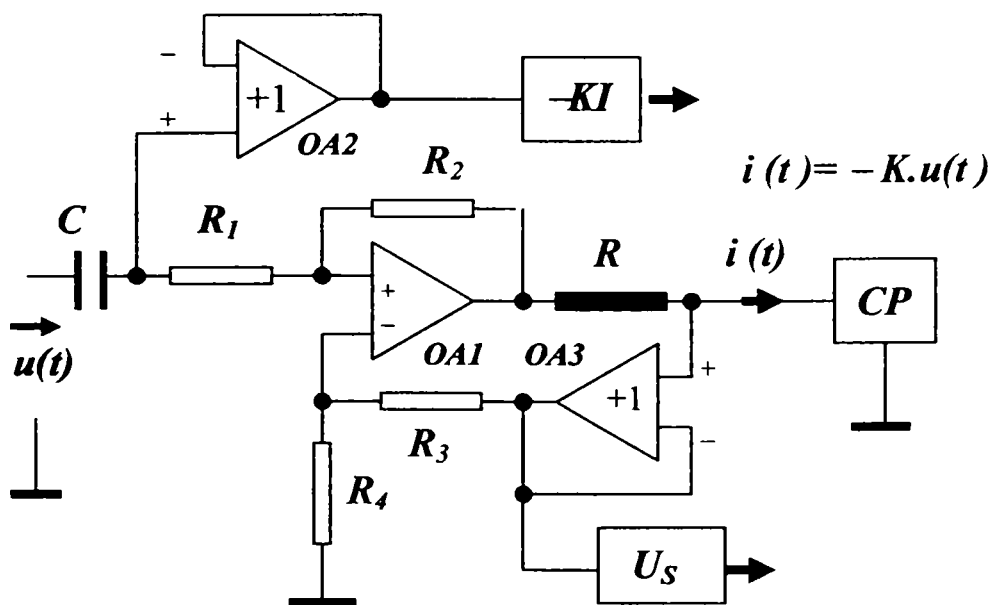 −
+1
+
OA2
−KI
R2
i (t)= − K.u(t)
C
R1
R
i (t)
+
−
CP
u(t)
OA1
OA3
+
+1
−
R3
R4
US